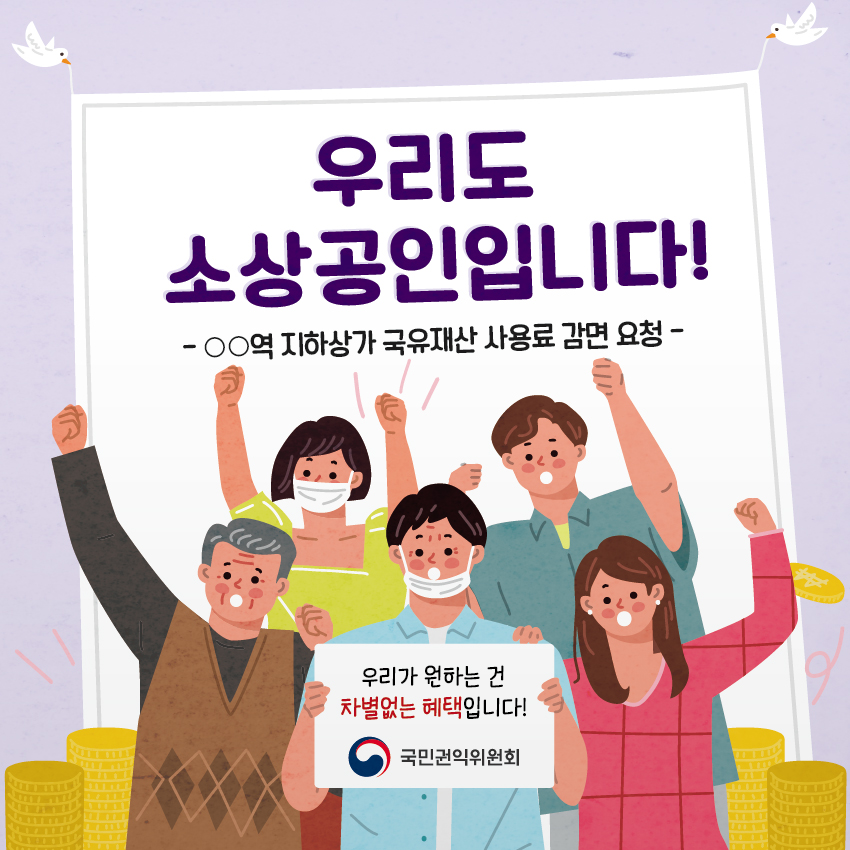 우리도
소상공인입니다!
- ○○역 지하상가 국유재산 사용료 감면 요청 -
우리가 원하는 건
차별없는 혜택입니다!
국민권익위원회